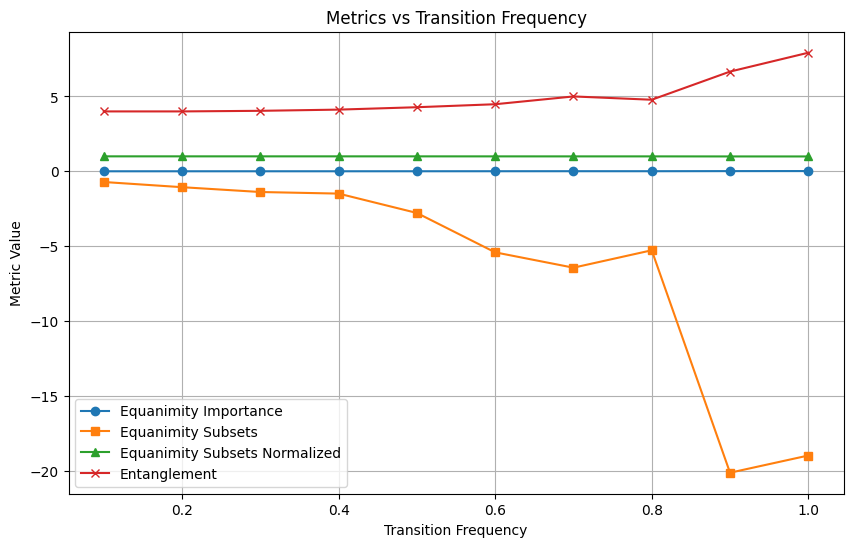 Metrics vs Transition Frequency
Metric Value
5
0
−5
−10
−15
−20
Equanimity Importance
Equanimity Subsets
Equanimity Subsets Normalized
Entanglement
0.2
0.4
0.6
0.8
1.0
Transition Frequency